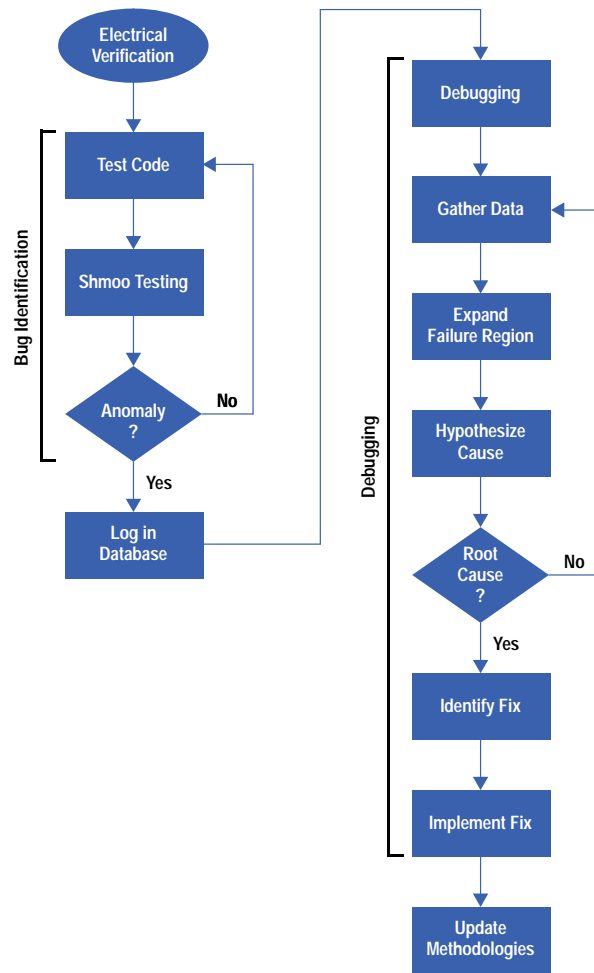 Electrical
Verification
Bug Identification
Test Code
Shmoo Testing
Anomaly
?
No
Yes
Log in
Database
Debugging
Debugging
Gather Data
Expand
Failure Region
Hypothesize
Cause
Root
Cause
?
No
Yes
Identify Fix
Implement Fix
Update
Methodologies